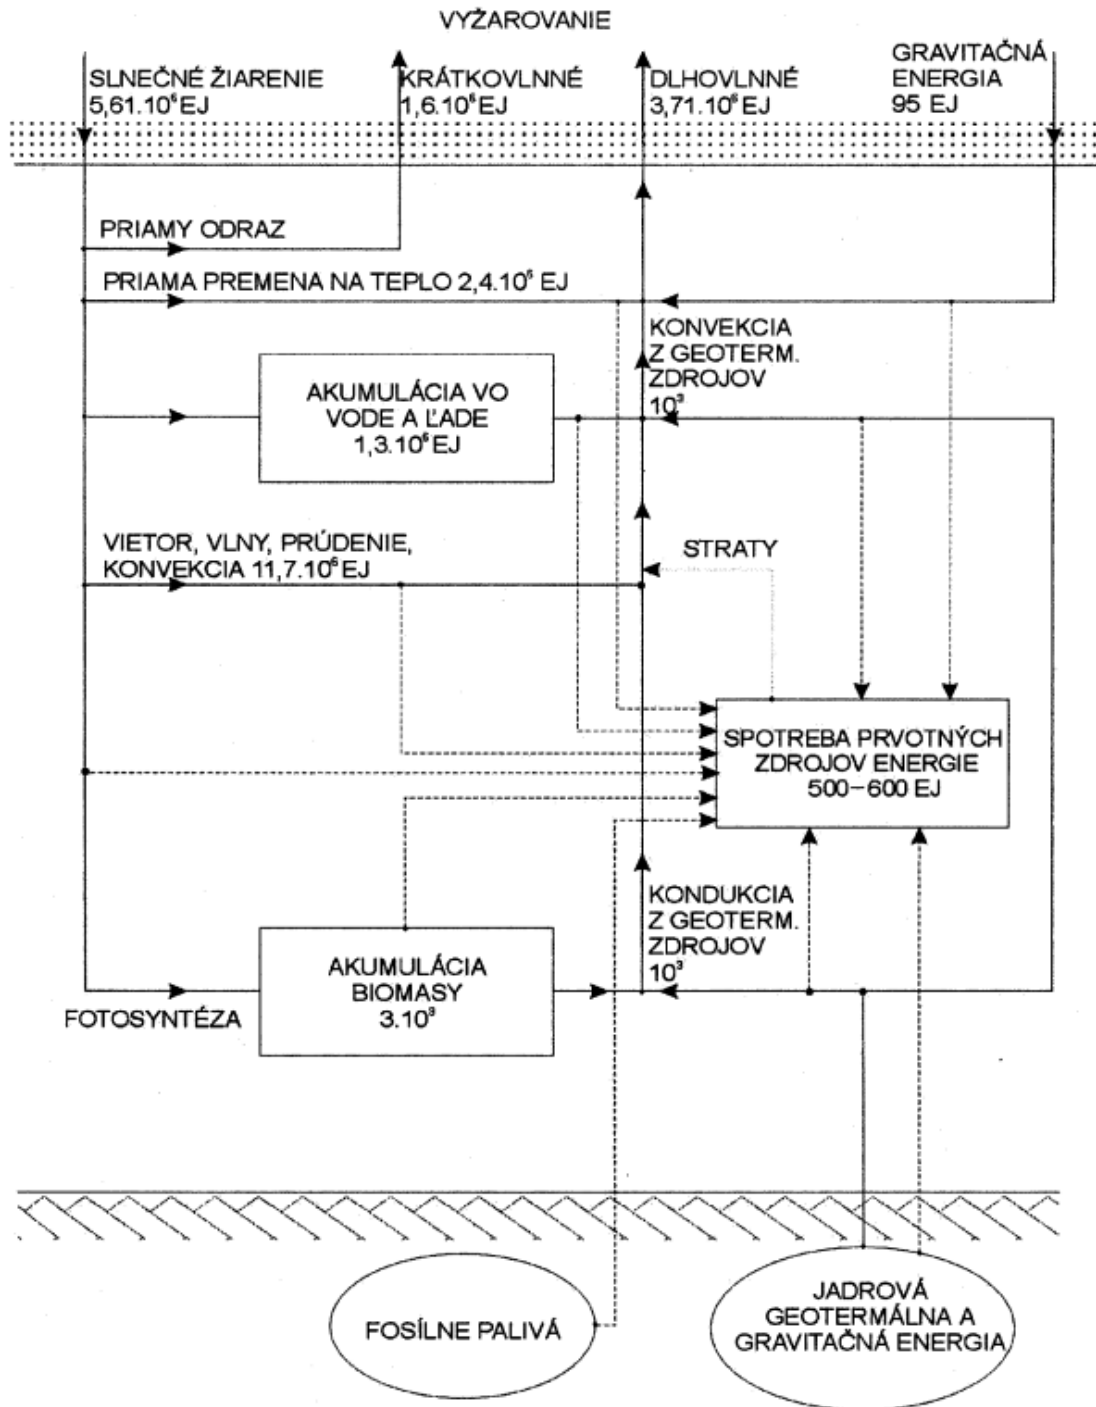 VYŽAROVANIE
SLNEČNÉ ŽIARENIE
5,61.10⁶ EJ
KRÁTKOVLNNÉ
1,6.10⁶ EJ
DLHOVLNNÉ
3,71.10⁶ EJ
GRAVITAČNÁ
ENERGIA
95 EJ
PRIAMY ODRAZ
PRIAMA PREMENA NA TEPLO 2,4.10⁶ EJ
KONVEKCIA
Z GEOTERM.
ZDROJOV
10³
AKUMULÁCIA VO
VODE A ĽADE
1,3.10⁶ EJ
VIETOR, VLNY, PRÚDENIE,
KONVEKCIA 11,7.10⁶ EJ
STRATY
SPOTREBA PRVOTNÝCH
ZDROJOV ENERGIE
500–600 EJ
KONDUKCIA
Z GEOTERM.
ZDROJOV
10³
AKUMULÁCIA
BIOMASY
3.10³
FOTOSYNTÉZA
FOSÍLNE PALIVÁ
JADROVÁ
GEOTERMÁLNA A
GRAVITAČNÁ ENERGIA